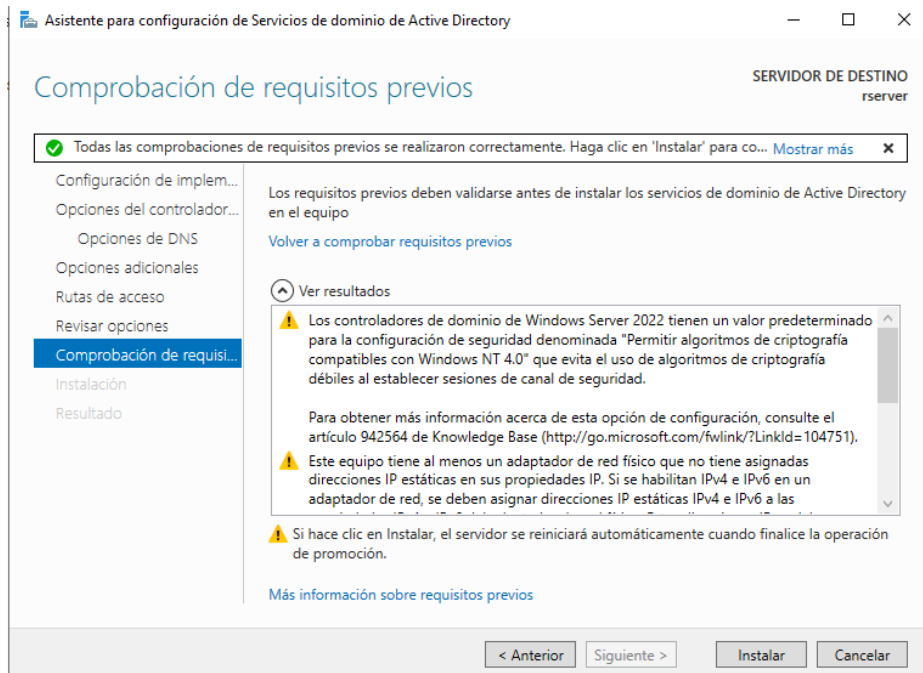 Asistente para configuración de Servicios de dominio de Active Directory
Comprobación de requisitos previos
SERVIDOR DE DESTINO
rserver
Todas las comprobaciones de requisitos previos se realizaron correctamente. Haga clic en 'Instalar' para co... Mostrar más
Configuración de implem...
Opciones del controlador...
Opciones de DNS
Opciones adicionales
Rutas de acceso
Revisar opciones
Comprobación de requisi...
Instalación
Resultado
Los requisitos previos deben validarse antes de instalar los servicios de dominio de Active Directory
en el equipo
Volver a comprobar requisitos previos
Ver resultados
Los controladores de dominio de Windows Server 2022 tienen un valor predeterminado
para la configuración de seguridad denominada "Permitir algoritmos de criptografía
compatibles con Windows NT 4.0" que evita el uso de algoritmos de criptografía
débiles al establecer sesiones de canal de seguridad.
Para obtener más información acerca de esta opción de configuración, consulte el
artículo 942564 de Knowledge Base (http://go.microsoft.com/fwlink/?LinkId=104751).
Este equipo tiene al menos un adaptador de red físico que no tiene asignadas
direcciones IP estáticas en sus propiedades IP. Si se habilitan IPv4 e IPv6 en un
adaptador de red, se deben asignar direcciones IP estáticas IPv4 e IPv6 a las
Si hace clic en Instalar, el servidor se reiniciará automáticamente cuando finalice la operación
de promoción.
Más información sobre requisitos previos
< Anterior
Siguiente >
Instalar
Cancelar